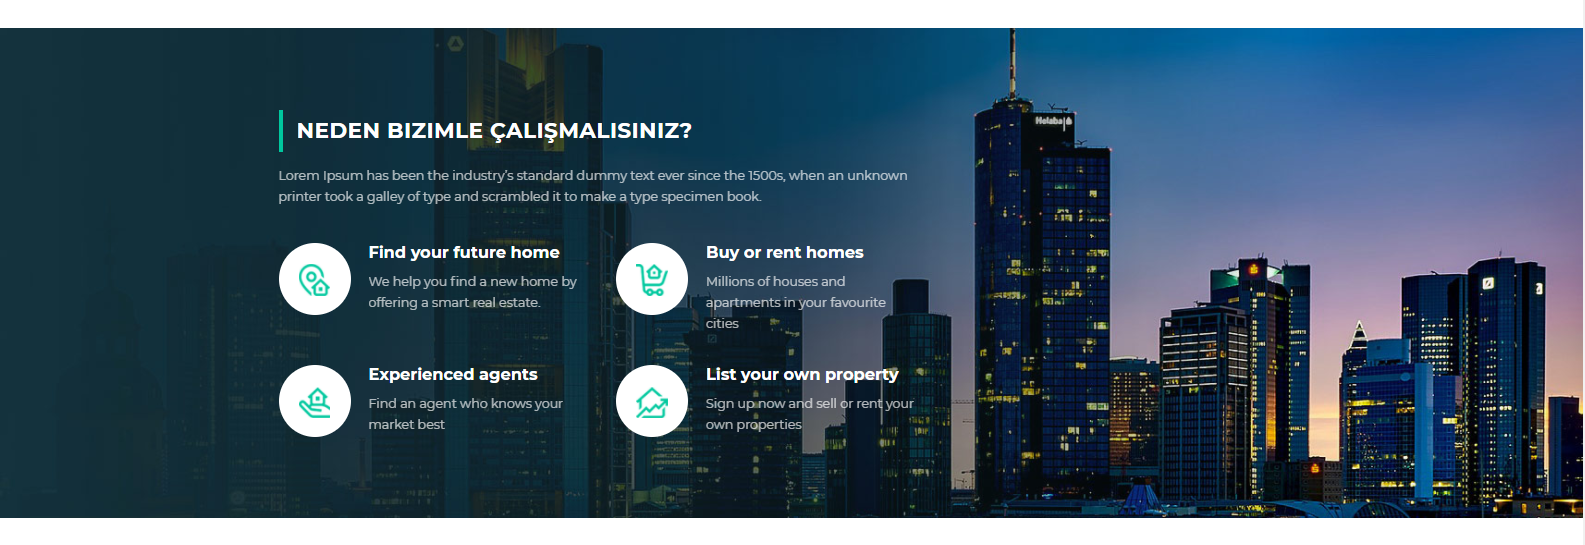 NEDEN BIZIMLE ÇALIŞMALISINIZ?
Lorem Ipsum has been the industry's standard dummy text ever since the 1500s, when an unknown
printer took a galley of type and scrambled it to make a type specimen book.
Find your future home
We help you find a new home by
offering a smart real estate.
Buy or rent homes
Millions of houses and
apartments in your favourite
cities
Experienced agents
Find an agent who knows your
market best
List your own property
Sign up now and sell or rent your
own properties
Helaba